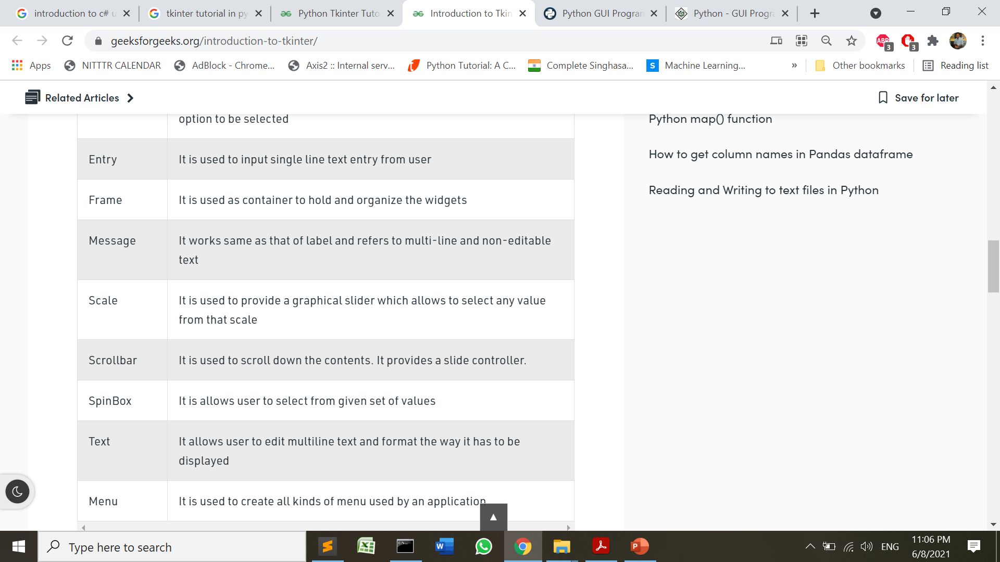 introduction to c# u
tkinter tutorial in py
Python Tkinter Tuto
Introduction to Tkin
Python GUI Program
Python - GUI Progra
geeksforgeeks.org/introduction-to-tkinter/
ABP
3
3
Apps
NITTTR CALENDAR
AdBlock - Chrome...
Axis2 :: Internal serv...
Python Tutorial: A C...
Complete Singhasa...
S
Machine Learning...
»
Other bookmarks
Reading list
Related Articles
Save for later
option to be selected
Entry
It is used to input single line text entry from user
Frame
It is used as container to hold and organize the widgets
Message
It works same as that of label and refers to multi-line and non-editable
text
Scale
It is used to provide a graphical slider which allows to select any value
from that scale
Scrollbar
It is used to scroll down the contents. It provides a slide controller.
SpinBox
It is allows user to select from given set of values
Text
It allows user to edit multiline text and format the way it has to be
displayed
Menu
It is used to create all kinds of menu used by an application
Python map() function
How to get column names in Pandas dataframe
Reading and Writing to text files in Python
Type here to search
ENG
11:06 PM
6/8/2021